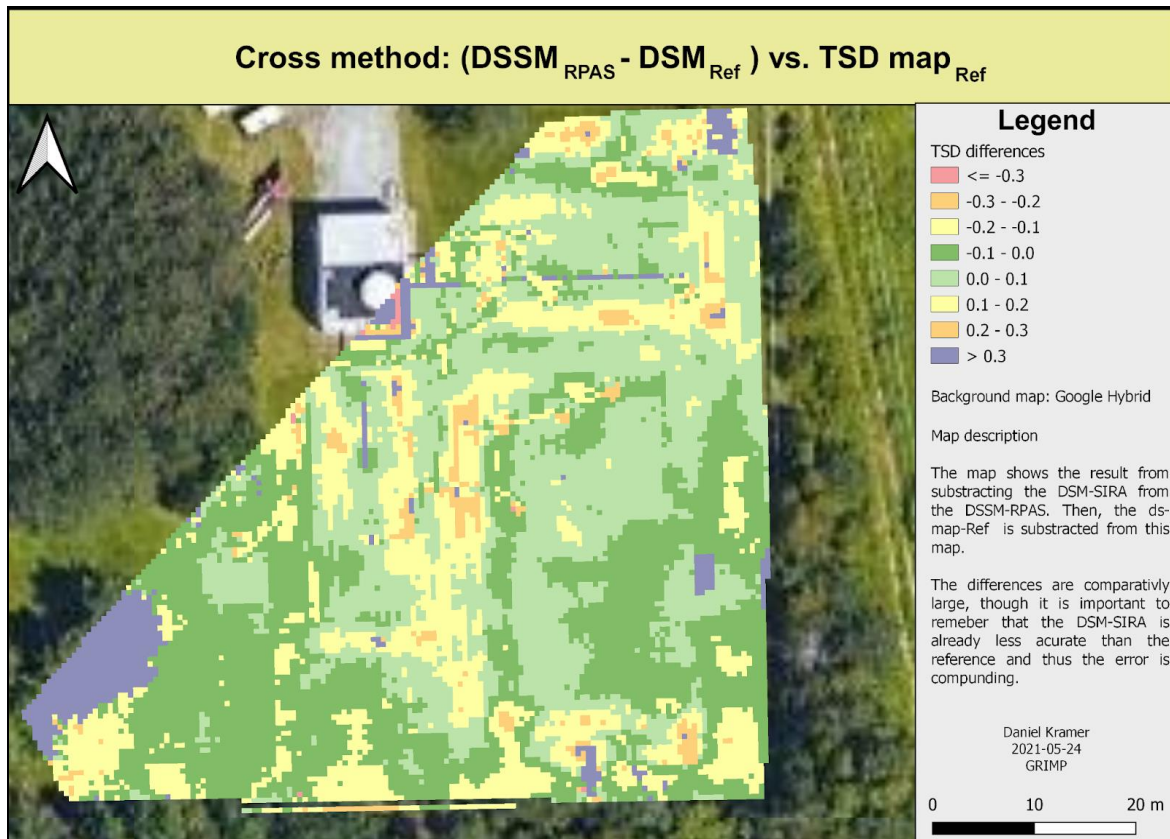 Cross method: (DSSM RPAS - DSM Ref ) vs. TSD map Ref
Legend
TSD differences
<= -0.3
-0.3 - -0.2
-0.2 - -0.1
-0.1 - 0.0
0.0 - 0.1
0.1 - 0.2
0.2 - 0.3
> 0.3
Background map: Google Hybrid
Map description
The map shows the result from
substracting the DSM-SIRA from
the DSSM-RPAS. Then, the ds-
map-Ref is substracted from this
map.
The differences are comparativly
large, though it is important to
remeber that the DSM-SIRA is
already less acurate than the
reference and thus the error is
compunding.
Daniel Kramer
2021-05-24
GRIMP
0 10 20 m